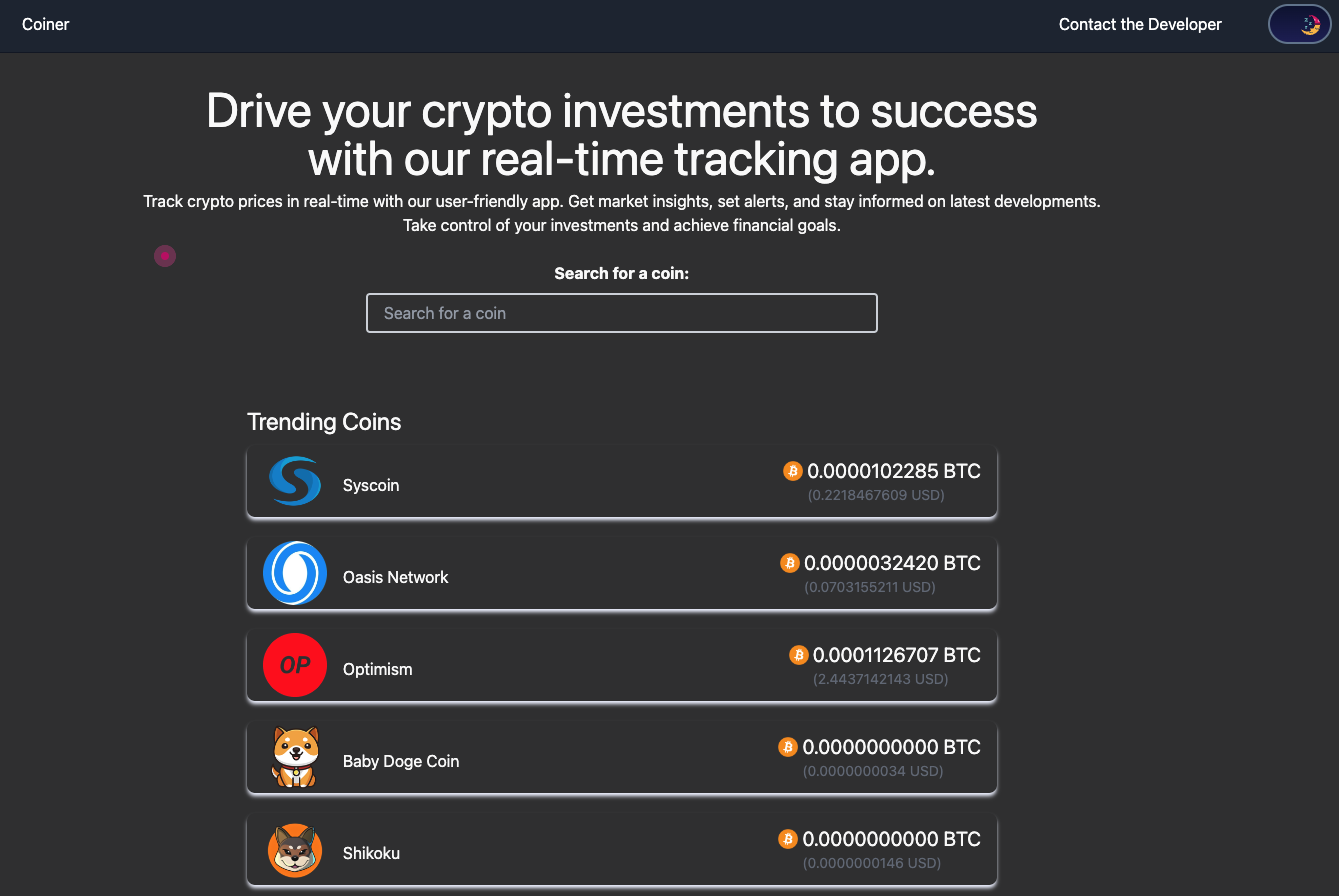 Coiner
Contact the Developer
Drive your crypto investments to success
with our real-time tracking app.
Track crypto prices in real-time with our user-friendly app. Get market insights, set alerts, and stay informed on latest developments.
Take control of your investments and achieve financial goals.
Search for a coin:
Search for a coin
Trending Coins
Syscoin
0.0000102285 BTC
(0.2218467609 USD)
Oasis Network
0.0000032420 BTC
(0.0703155211 USD)
OP
Optimism
0.0001126707 BTC
(2.4437142143 USD)
Baby Doge Coin
0.0000000000 BTC
(0.0000000034 USD)
Shikoku
0.0000000000 BTC
(0.0000000146 USD)